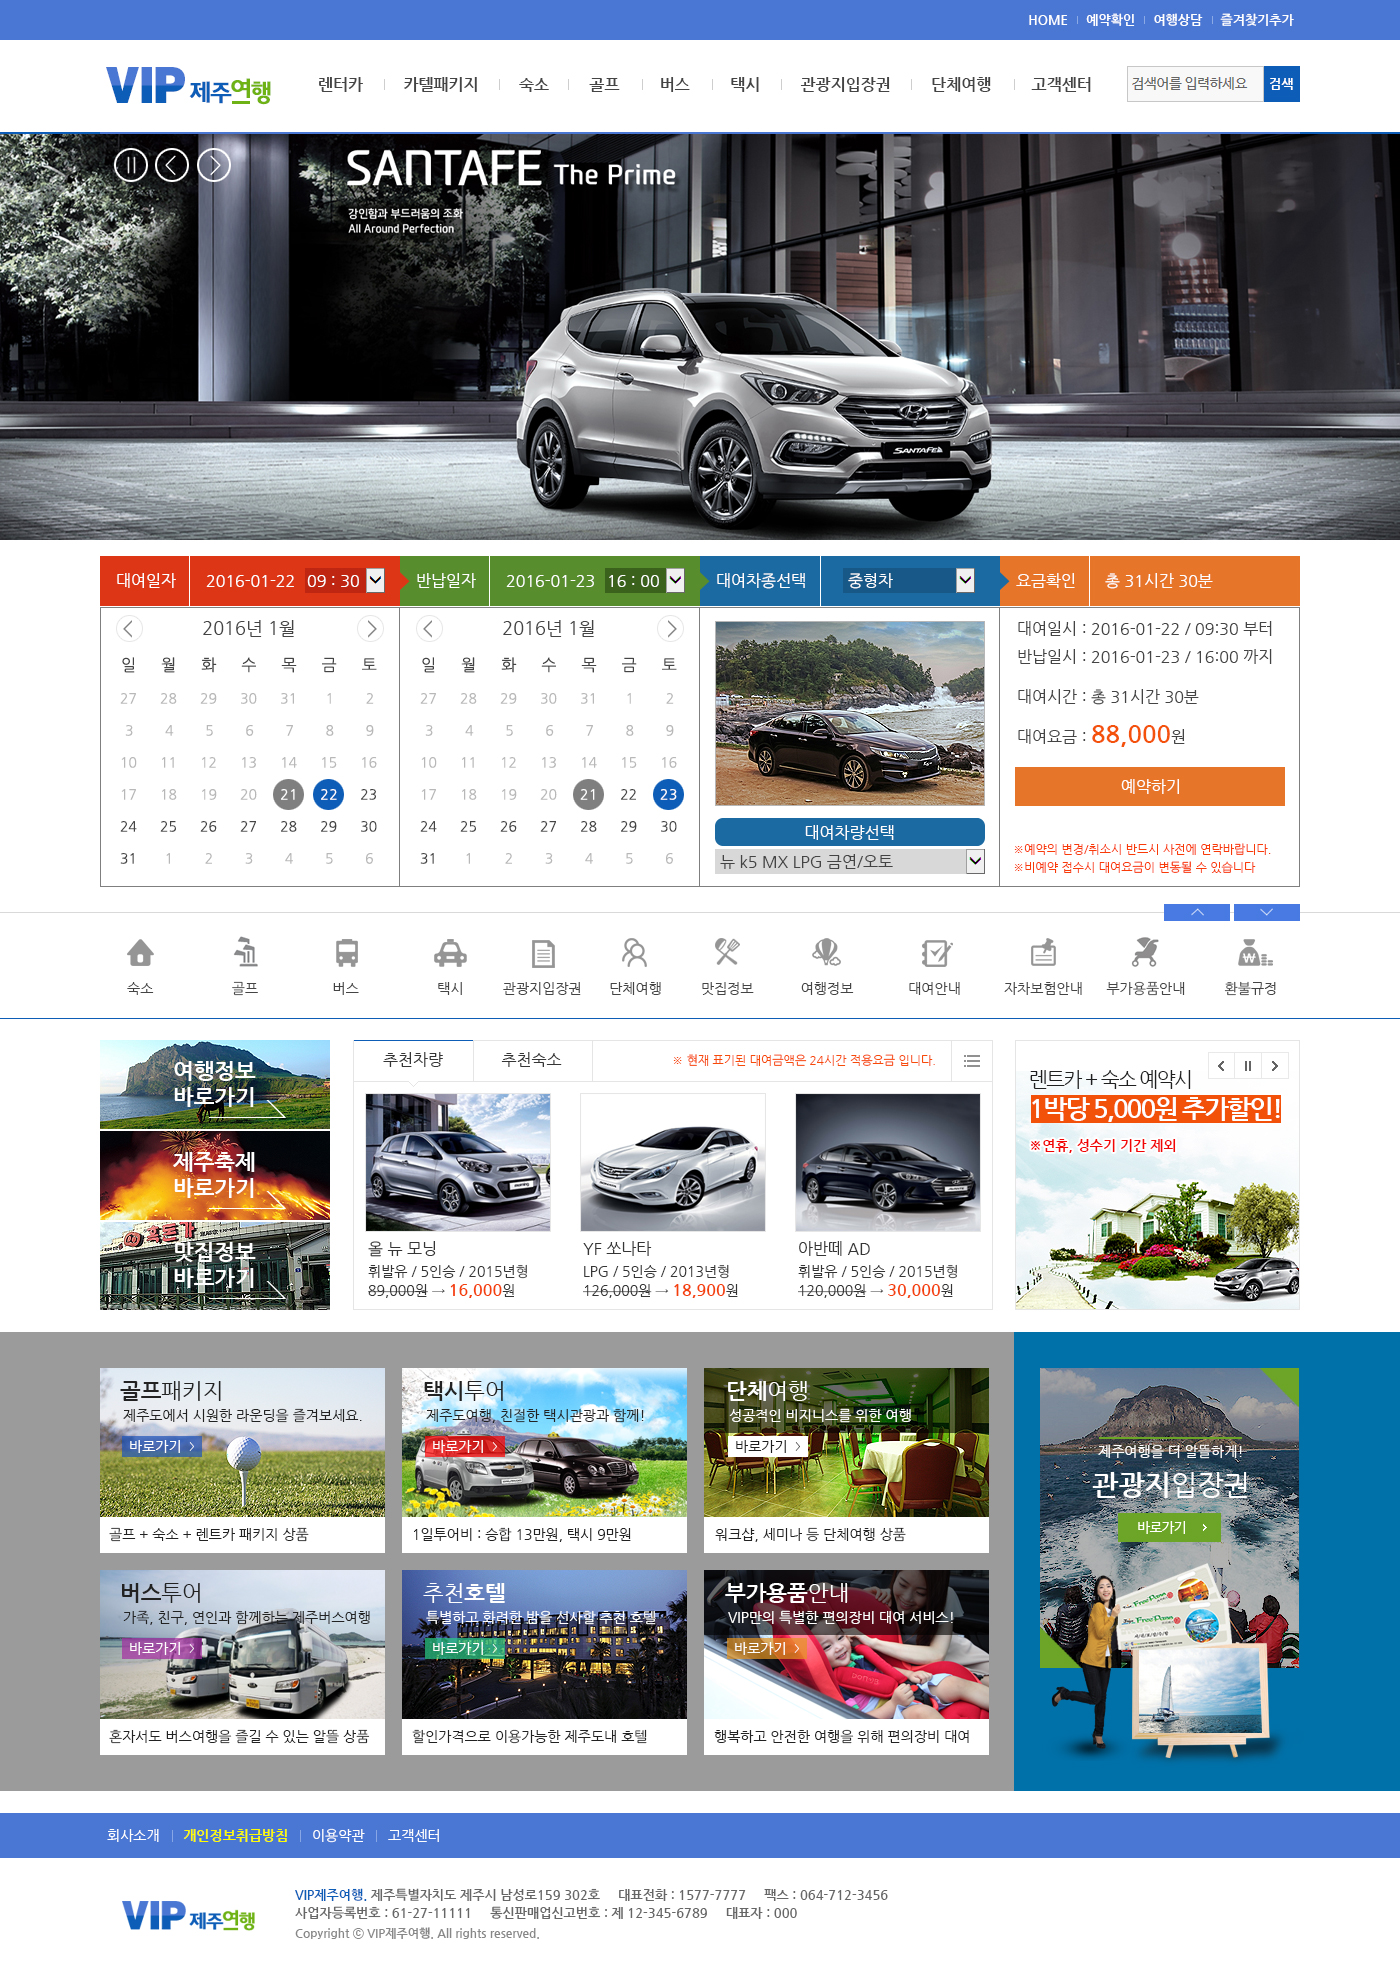 HOME 예약확인 여행상담 즐겨찾기추가
VIP 제주여행
렌터카 카텔패키지 숙소 골프 버스 택시 관광지입장권 단체여행 고객센터
검색어를 입력하세요 검색
SANTAFE The Prime
강인함과 부드러움의 조화
All Around Perfection
SANTAFE
대여일자 2016-01-22 09 : 30 반납일자 2016-01-23 16 : 00 대여차종선택 중형차 요금확인 총 31시간 30분
2016년 1월
일 월 화 수 목 금 토
27 28 29 30 31 1 2
3 4 5 6 7 8 9
10 11 12 13 14 15 16
17 18 19 20 21 22 23
24 25 26 27 28 29 30
31 1 2 3 4 5 6
2016년 1월
일 월 화 수 목 금 토
27 28 29 30 31 1 2
3 4 5 6 7 8 9
10 11 12 13 14 15 16
17 18 19 20 21 22 23
24 25 26 27 28 29 30
31 1 2 3 4 5 6
대여차량선택
뉴 k5 MX LPG 금연/오토
대여일시 : 2016-01-22 / 09:30 부터
반납일시 : 2016-01-23 / 16:00 까지
대여시간 : 총 31시간 30분
대여요금 : 88,000원
예약하기
※예약의 변경/취소시 반드시 사전에 연락바랍니다.
※비예약 접수시 대여요금이 변동될 수 있습니다
숙소 골프 버스 택시 관광지입장권 단체여행 맛집정보 여행정보 대여안내 자차보험안내 부가용품안내 환불규정
여행정보
바로가기
제주축제
바로가기
흑돈가
맛집정보
바로가기
추천차량 추천숙소 ※ 현재 표기된 대여금액은 24시간 적용요금 입니다.
올 뉴 모닝
휘발유 / 5인승 / 2015년형
89,000원 → 16,000원
YF 쏘나타
LPG / 5인승 / 2013년형
126,000원 → 18,900원
아반떼 AD
휘발유 / 5인승 / 2015년형
120,000원 → 30,000원
렌트카 + 숙소 예약시
1박당 5,000원 추가할인!
※연휴, 성수기 기간 제외
골프패키지
제주도에서 시원한 라운딩을 즐겨보세요.
바로가기
골프 + 숙소 + 렌트카 패키지 상품
택시투어
제주도여행, 친절한 택시관광과 함께!
바로가기
1일투어비 : 승합 13만원, 택시 9만원
단체여행
성공적인 비지니스를 위한 여행
바로가기
워크샵, 세미나 등 단체여행 상품
버스투어
가족, 친구, 연인과 함께하는 제주버스여행
바로가기
혼자서도 버스여행을 즐길 수 있는 알뜰 상품
추천호텔
특별하고 화려한 밤을 선사할 추천 호텔
바로가기
할인가격으로 이용가능한 제주도내 호텔
부가용품안내
VIP만의 특별한 편의장비 대여 서비스!
바로가기
행복하고 안전한 여행을 위해 편의장비 대여
제주여행을 더 알뜰하게!
관광지입장권
바로가기
회사소개 개인정보취급방침 이용약관 고객센터
VIP 제주여행
VIP제주여행. 제주특별자치도 제주시 남성로159 302호 대표전화 : 1577-7777 팩스 : 064-712-3456
사업자등록번호 : 61-27-11111 통신판매업신고번호 : 제 12-345-6789 대표자 : 000
Copyright ⓒ VIP제주여행. All rights reserved.